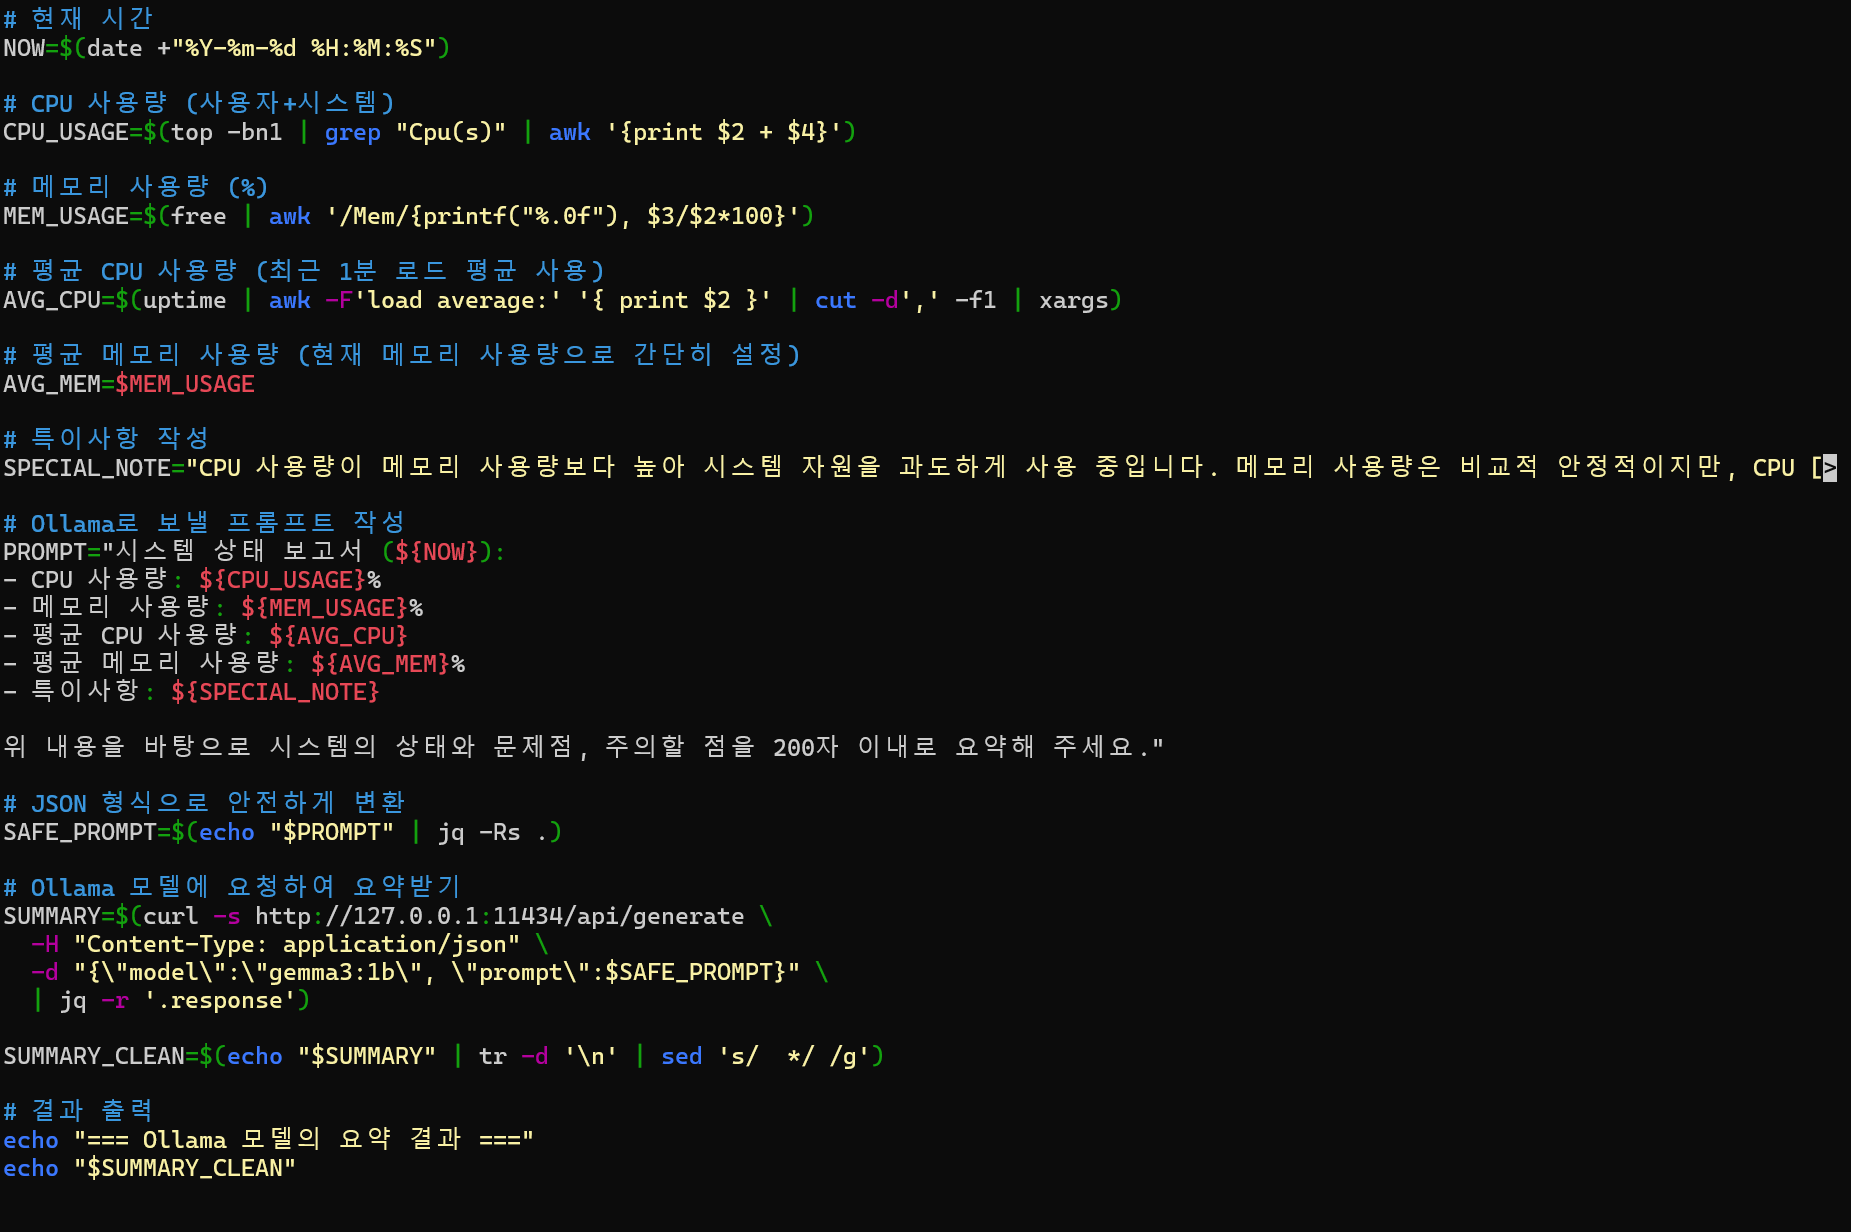 # 현재 시간
NOW=$(date +"%Y-%m-%d %H:%M:%S")
# CPU 사용량 (사용자+시스템)
CPU_USAGE=$(top -bn1 | grep "Cpu(s)" | awk '{print $2 + $4}')
# 메모리 사용량 (%)
MEM_USAGE=$(free | awk '/Mem/{printf("%.0f"), $3/$2*100}')
# 평균 CPU 사용량 (최근 1분 로드 평균 사용)
AVG_CPU=$(uptime | awk -F'load average:' '{ print $2 }' | cut -d',' -f1 | xargs)
# 평균 메모리 사용량 (현재 메모리 사용량으로 간단히 설정)
AVG_MEM=$MEM_USAGE
# 특이사항 작성
SPECIAL_NOTE="CPU 사용량이 메모리 사용량보다 높아 시스템 자원을 과도하게 사용 중입니다. 메모리 사용량은 비교적 안정적이지만, CPU [>
# Ollama로 보낼 프롬프트 작성
PROMPT="시스템 상태 보고서 (${NOW}):
- CPU 사용량: ${CPU_USAGE}%
- 메모리 사용량: ${MEM_USAGE}%
- 평균 CPU 사용량: ${AVG_CPU}
- 평균 메모리 사용량: ${AVG_MEM}%
- 특이사항: ${SPECIAL_NOTE}
위 내용을 바탕으로 시스템의 상태와 문제점, 주의할 점을 200자 이내로 요약해 주세요."
# JSON 형식으로 안전하게 변환
SAFE_PROMPT=$(echo "$PROMPT" | jq -Rs .)
# Ollama 모델에 요청하여 요약받기
SUMMARY=$(curl -s http://127.0.0.1:11434/api/generate \
  -H "Content-Type: application/json" \
  -d "{\"model\":\"gemma3:1b\", \"prompt\":$SAFE_PROMPT}" \
  | jq -r '.response')
SUMMARY_CLEAN=$(echo "$SUMMARY" | tr -d '\n' | sed 's/  */ /g')
# 결과 출력
echo "=== Ollama 모델의 요약 결과 ==="
echo "$SUMMARY_CLEAN"